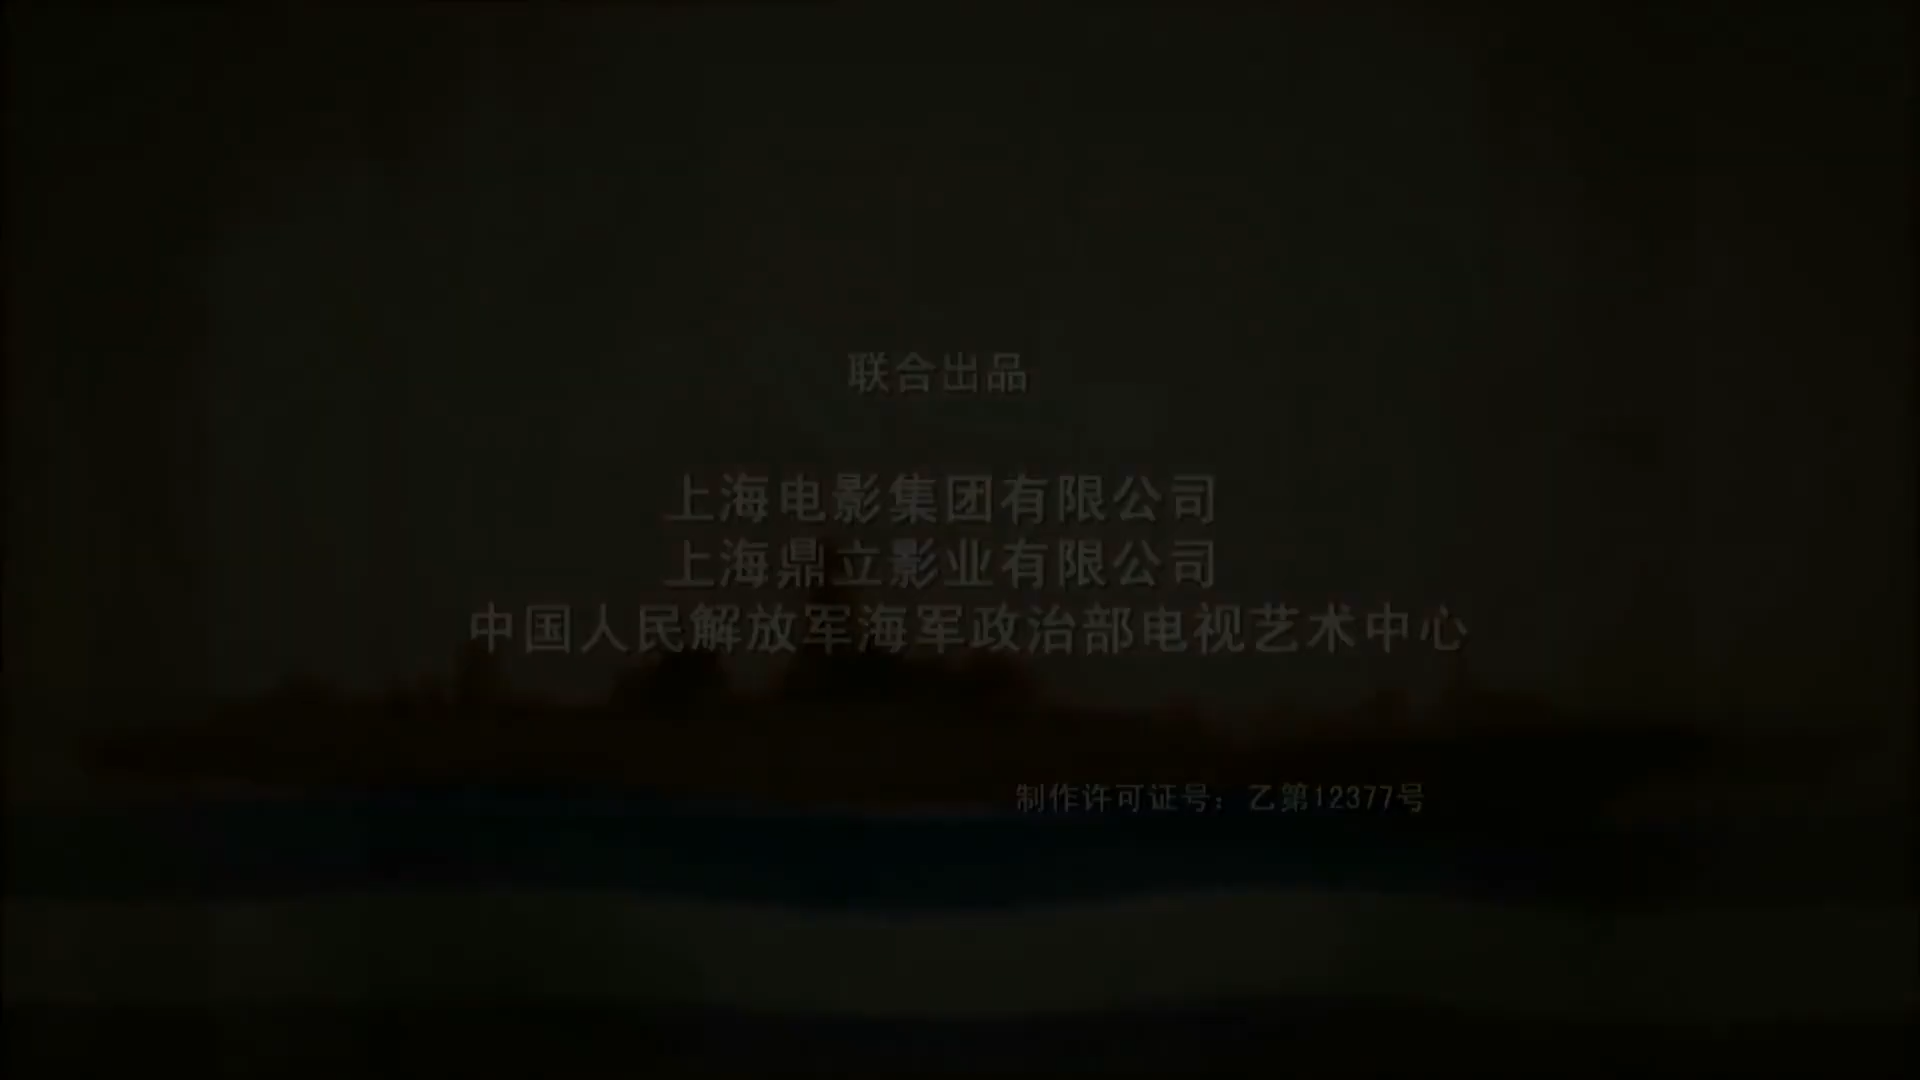 联合出品
上海电影集团有限公司
上海鼎立影业有限公司
中国人民解放军海军政治部电视艺术中心
制作许可证号：乙第12377号